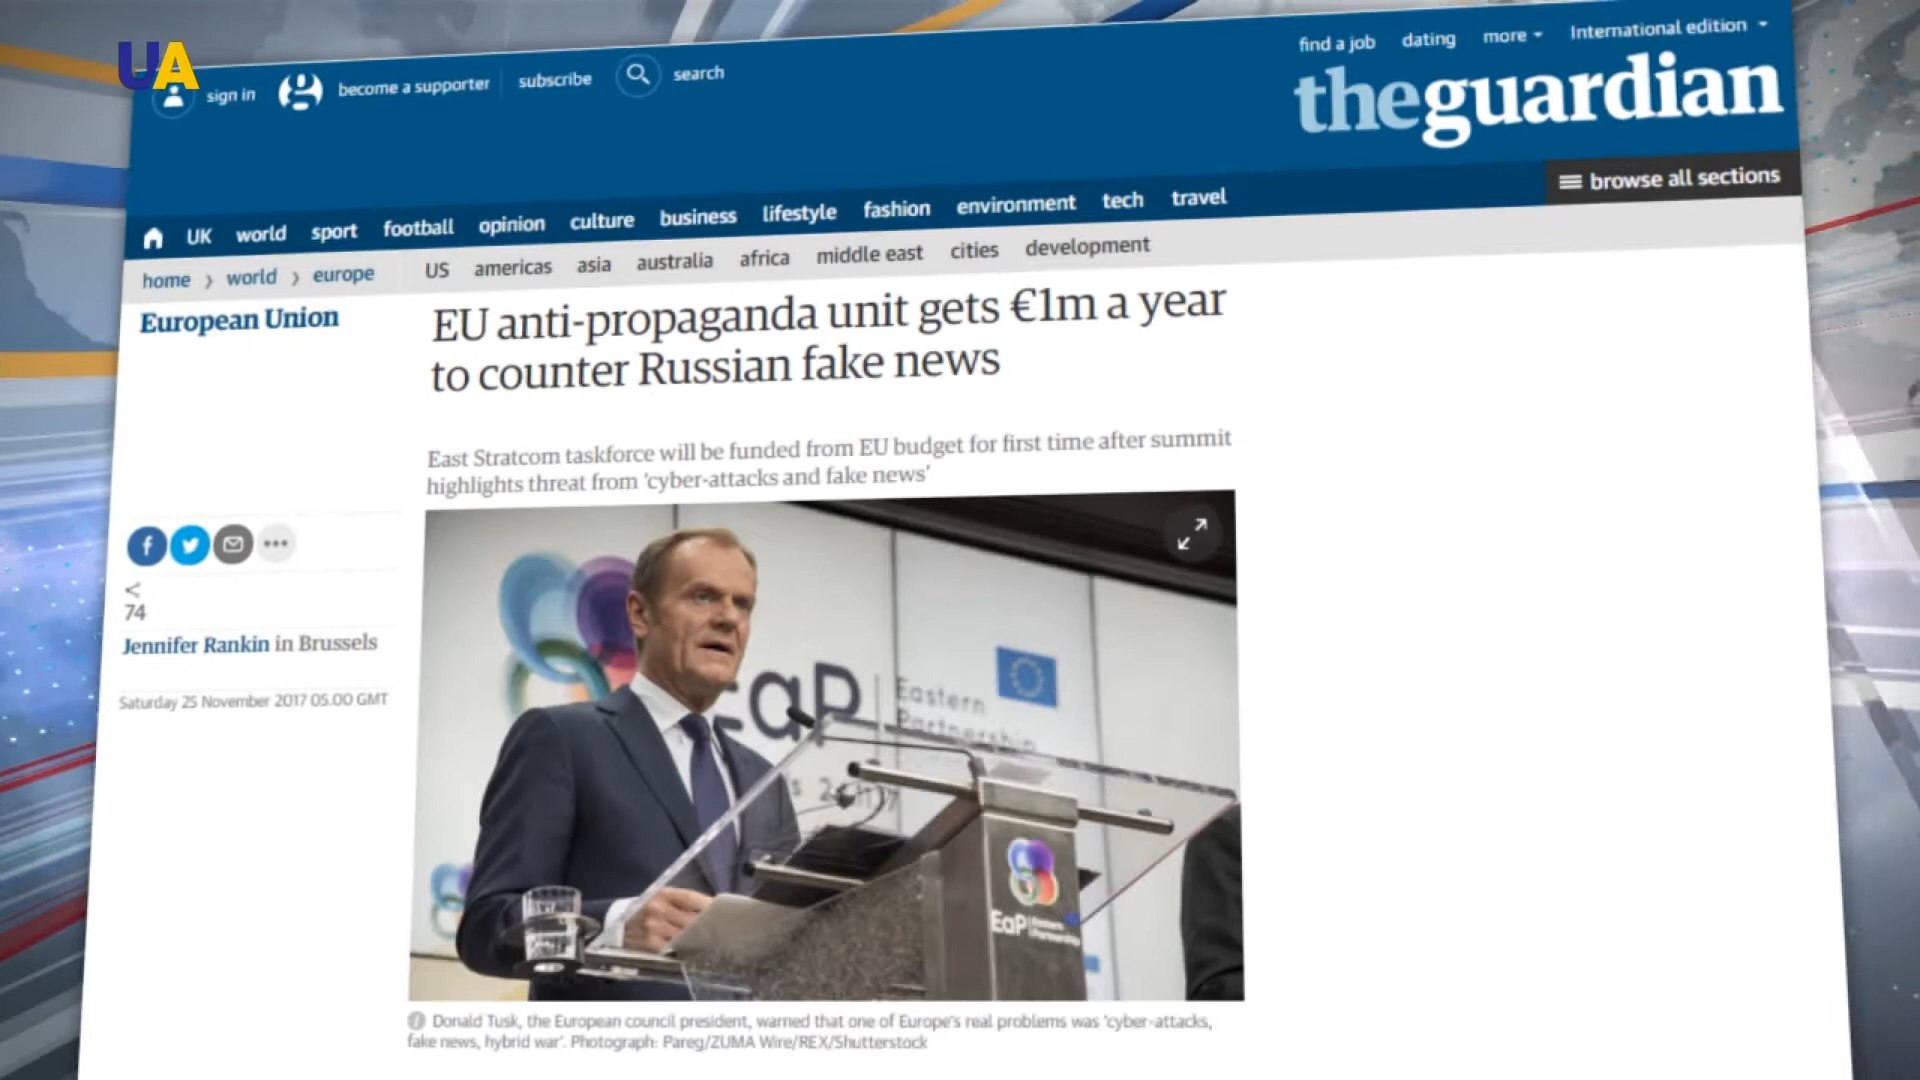 UA
find a job dating more International edition
sign in become a supporter subscribe search
theguardian
browse all sections
UK world sport football opinion culture business lifestyle fashion environment tech travel
home › world › europe US americas asia australia africa middle east cities development
European Union
EU anti-propaganda unit gets €1m a year
to counter Russian fake news
East Stratcom taskforce will be funded from EU budget for first time after summit
highlights threat from 'cyber-attacks and fake news'
74
Jennifer Rankin in Brussels
Saturday 25 November 2017 05.00 GMT
EaP Eastern
Partnership
EaP Eastern
Partnership
Donald Tusk, the European council president, warned that one of Europe's real problems was 'cyber-attacks,
fake news, hybrid war'. Photograph: Pareg/ZUMA Wire/REX/Shutterstock